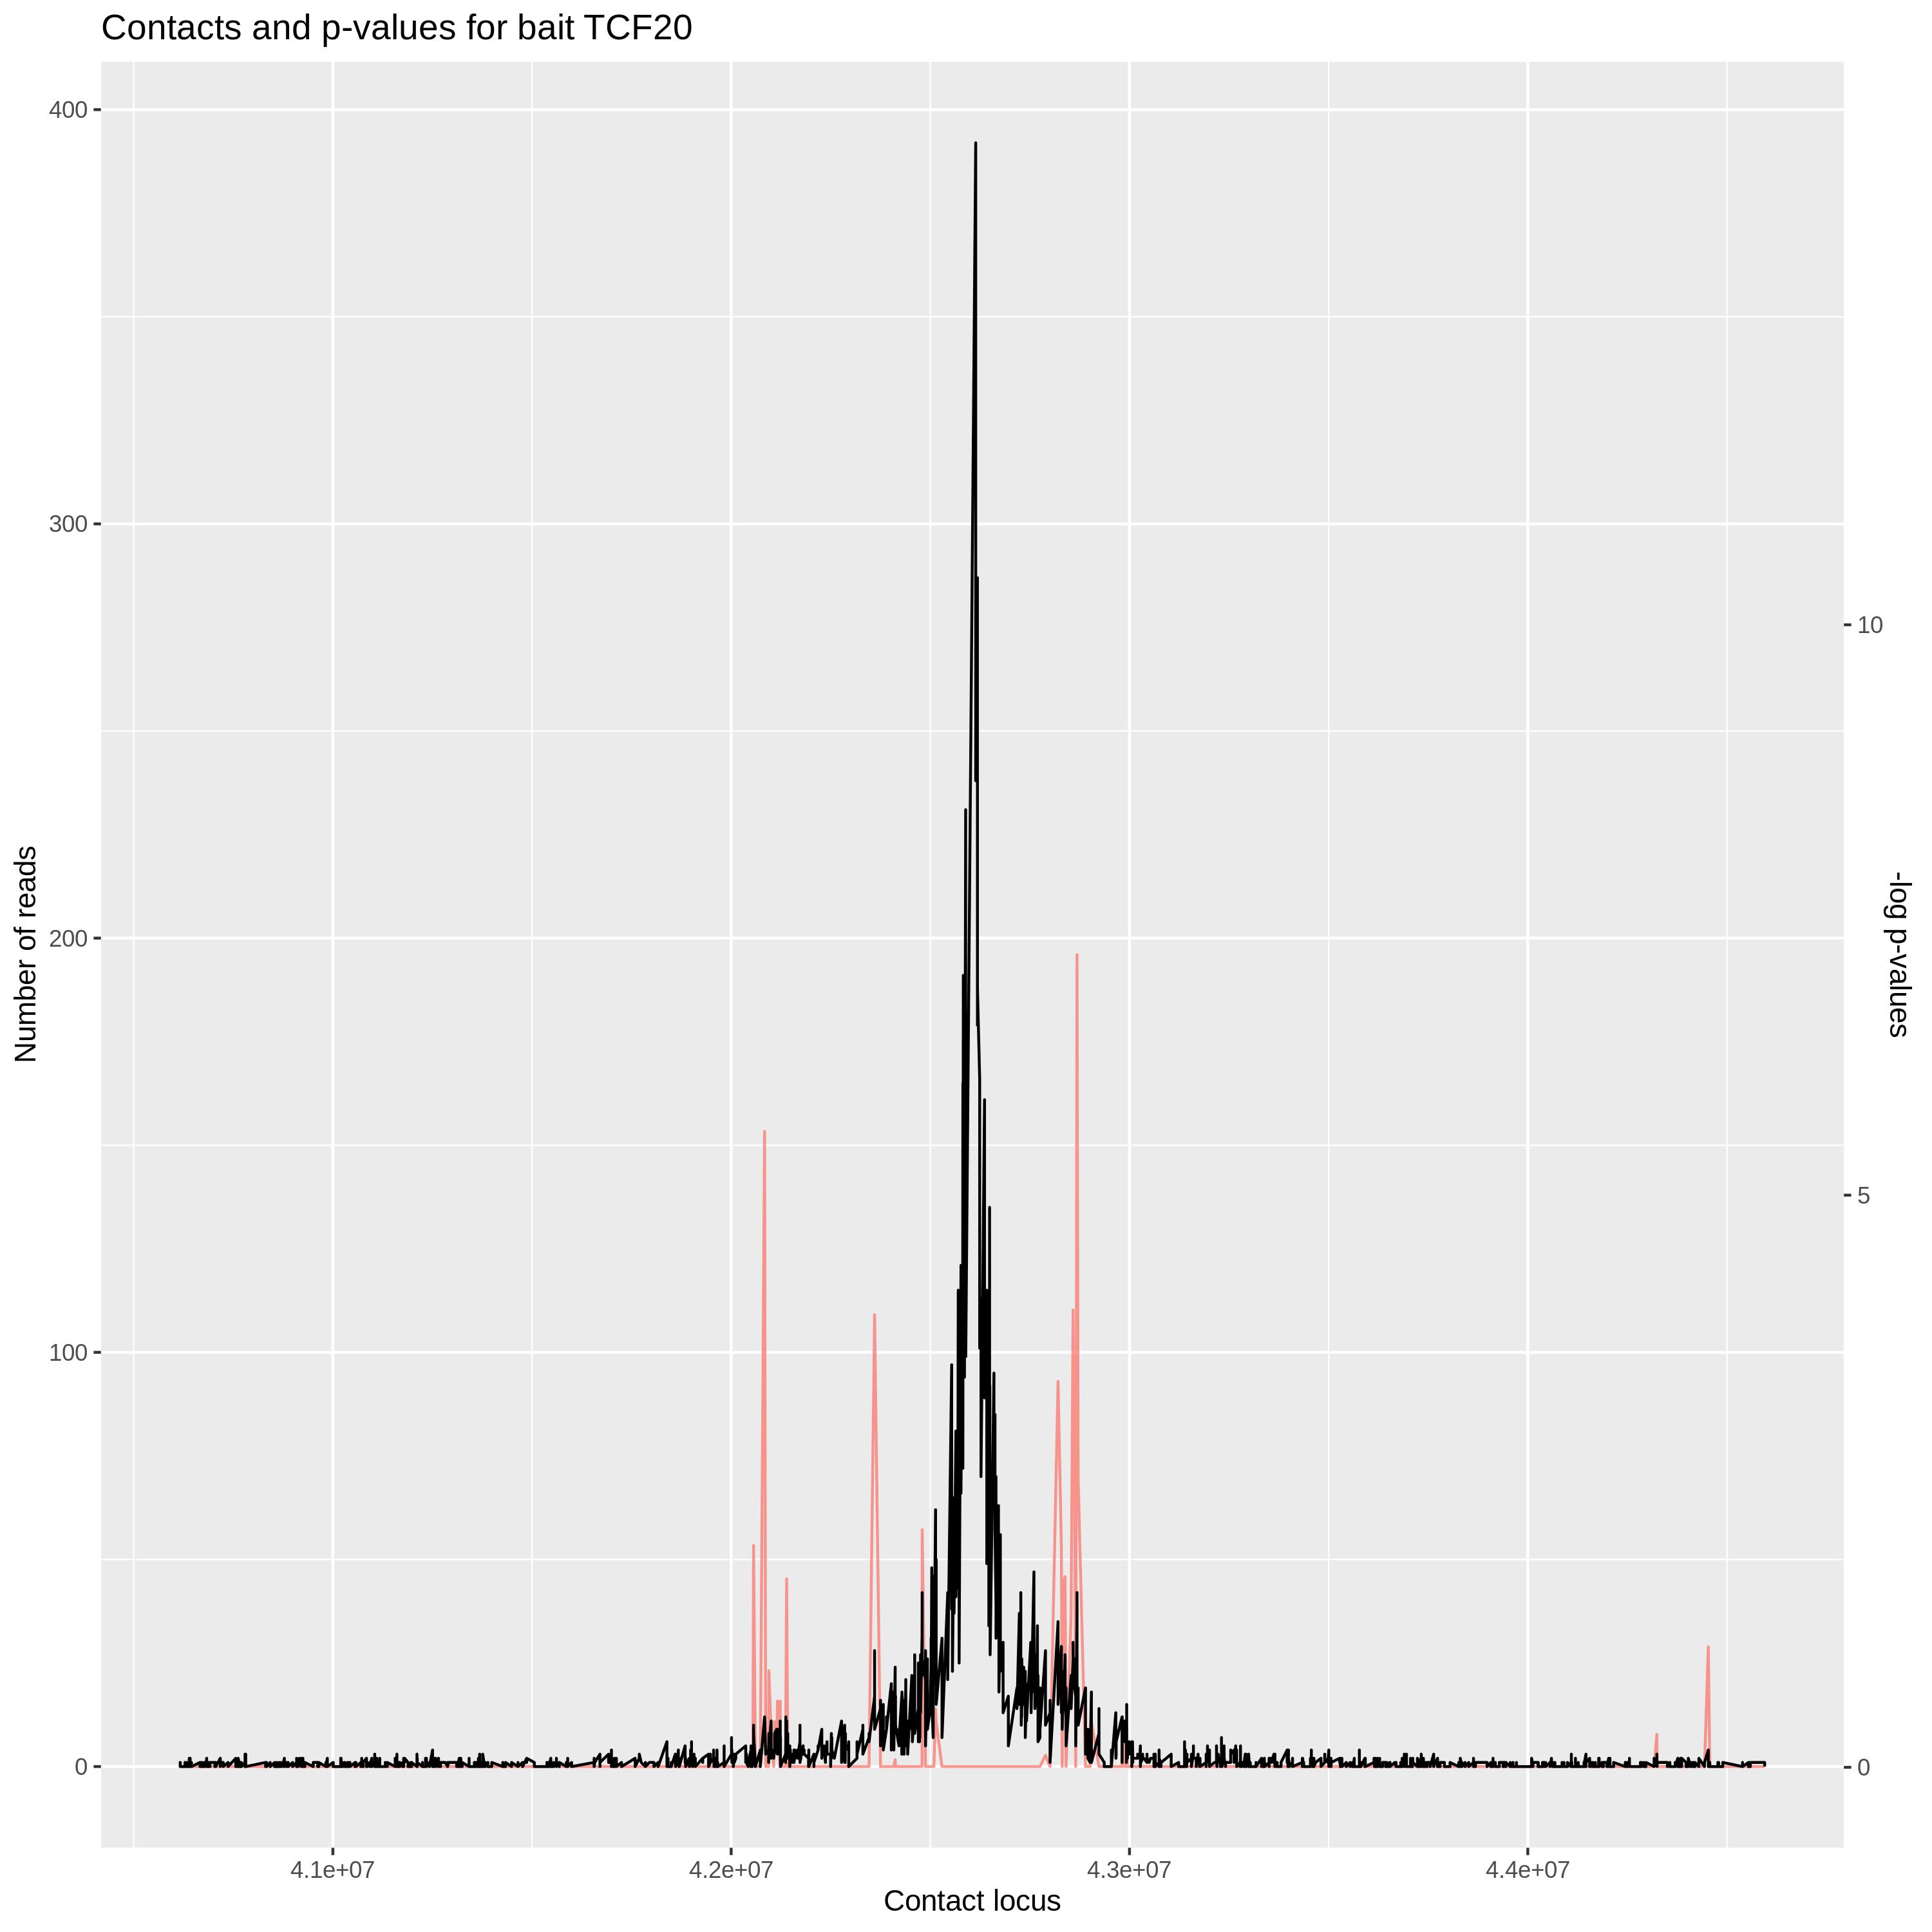 Contacts and p-values for bait TCF20
400
300
200
100
0
Number of reads
10
5
0
-log p-values
4.1e+07
4.2e+07
4.3e+07
4.4e+07
Contact locus